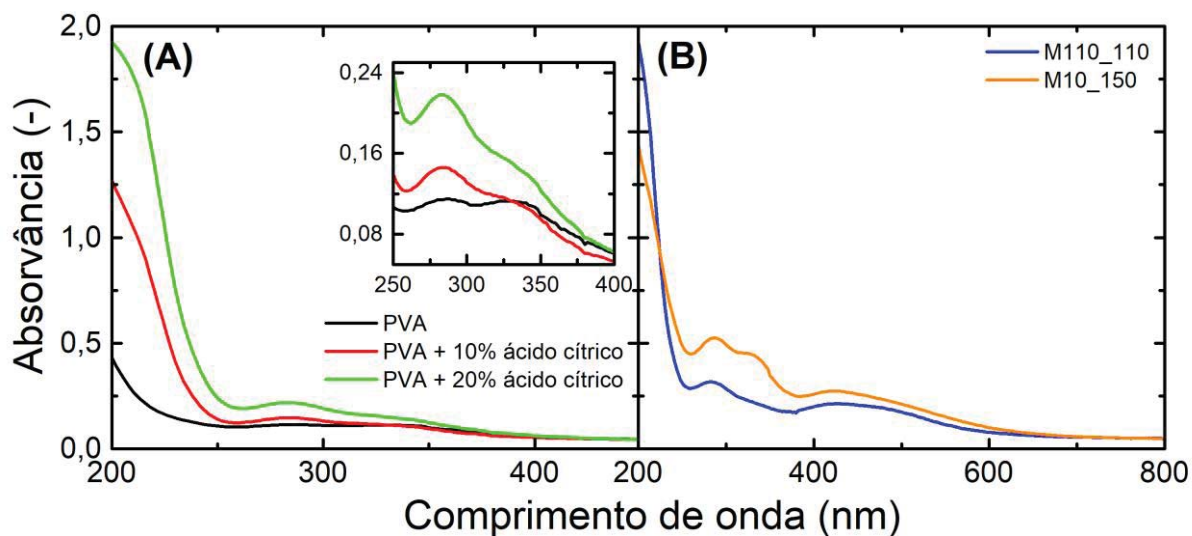 Absorvância (-)
2,0
1,5
1,0
0,5
0,0
(A)
0,24
0,16
0,08
250 300 350 400
PVA
PVA + 10% ácido cítrico
PVA + 20% ácido cítrico
200 300 400
(B)
M110_110
M10_150
200 400 600 800
Comprimento de onda (nm)